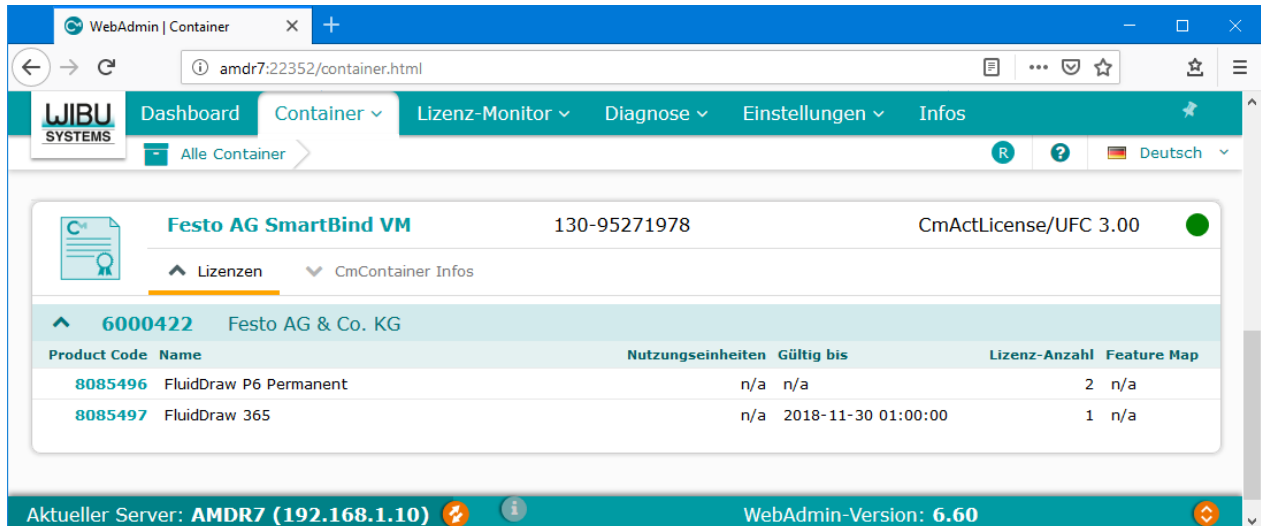 WebAdmin | Container
amdr7:22352/container.html
WIBU SYSTEMS
Dashboard Container Lizenz-Monitor Diagnose Einstellungen Infos
Alle Container R ? Deutsch
Festo AG SmartBind VM 130-95271978 CmActLicense/UFC 3.00
Lizenzen CmContainer Infos
6000422 Festo AG & Co. KG
Product Code Name Nutzungseinheiten Gültig bis Lizenz-Anzahl Feature Map
8085496 FluidDraw P6 Permanent n/a n/a 2 n/a
8085497 FluidDraw 365 n/a 2018-11-30 01:00:00 1 n/a
Aktueller Server: AMDR7 (192.168.1.10) i WebAdmin-Version: 6.60